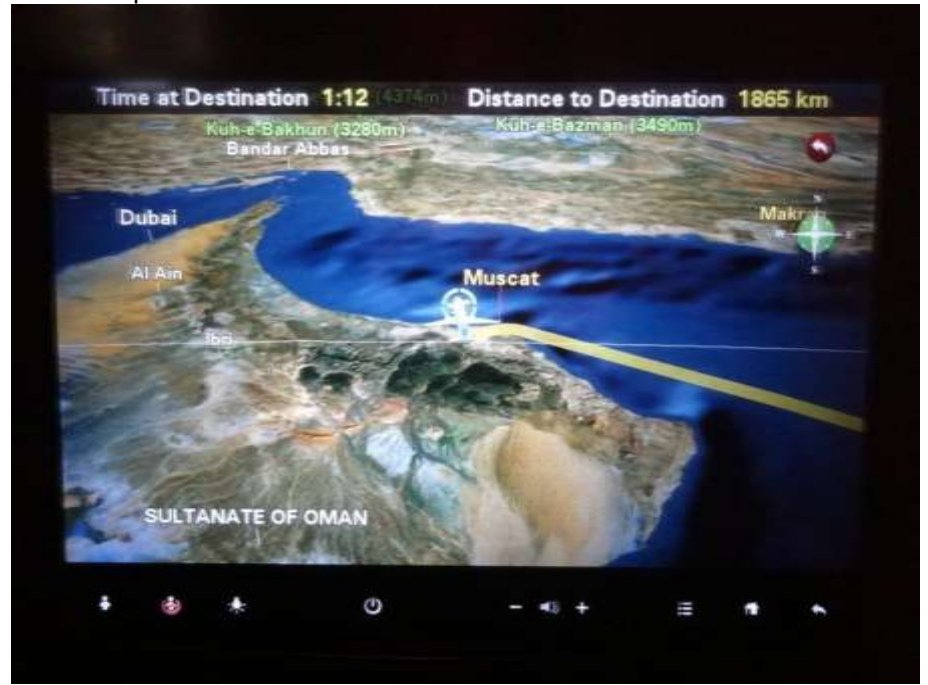 Time at Destination 1:12 (4374m) Distance to Destination 1865 km
Kuh-e-Bakhun (3280m) Kuh-e-Bazman (3490m)
Bandar Abbas
Dubai
Al Ain
Muscat
Ibri
SULTANATE OF OMAN